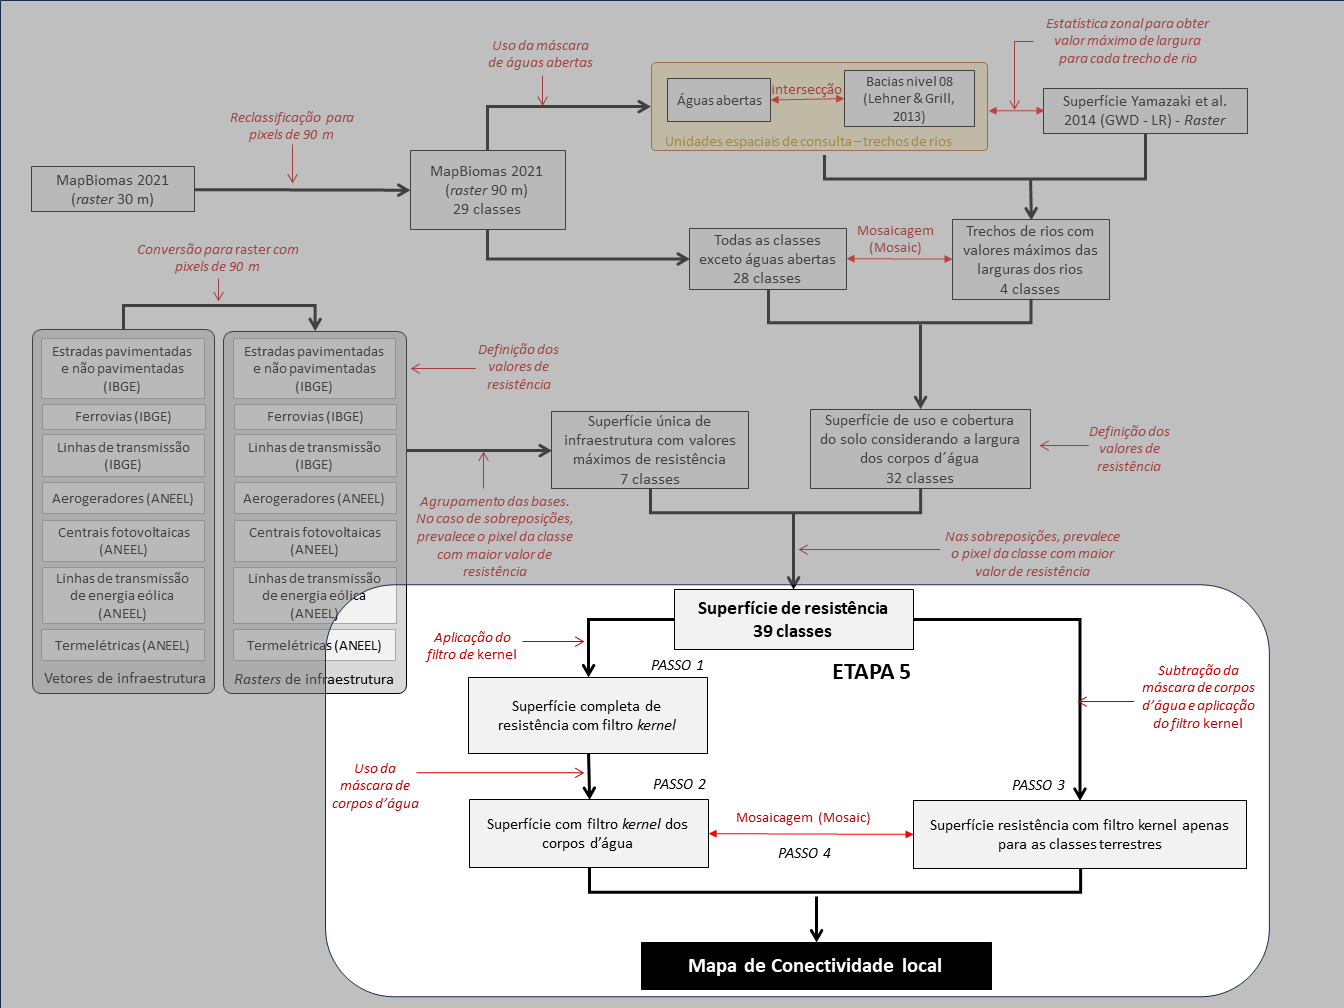 Estatística zonal para obter
valor máximo de largura
para cada trecho de rio
Uso da máscara
de águas abertas
Águas abertas
intersecção
Bacias nivel 08
(Lehner & Grill,
2013)
Unidades espaciais de consulta – trechos de rios
Superfície Yamazaki et al.
2014 (GWD - LR) - Raster
Reclassificação para
pixels de 90 m
MapBiomas 2021
(raster 30 m)
MapBiomas 2021
(raster 90 m)
29 classes
Todas as classes
exceto águas abertas
28 classes
Mosaicagem
(Mosaic)
Trechos de rios com
valores máximos das
larguras dos rios
4 classes
Conversão para raster com
pixels de 90 m
Estradas pavimentadas
e não pavimentadas
(IBGE)
Ferrovias (IBGE)
Linhas de transmissão
(IBGE)
Aerogeradores (ANEEL)
Centrais fotovoltaicas
(ANEEL)
Linhas de transmissão
de energia eólica
(ANEEL)
Termelétricas (ANEEL)
Vetores de infraestrutura
Estradas pavimentadas
e não pavimentadas
(IBGE)
Ferrovias (IBGE)
Linhas de transmissão
(IBGE)
Aerogeradores (ANEEL)
Centrais fotovoltaicas
(ANEEL)
Linhas de transmissão
de energia eólica
(ANEEL)
Termelétricas (ANEEL)
Rasters de infraestrutura
Definição dos
valores de
resistência
Superfície única de
infraestrutura com valores
máximos de resistência
7 classes
Superfície de uso e cobertura
do solo considerando a largura
dos corpos d´água
32 classes
Definição dos
valores de
resistência
Agrupamento das bases.
No caso de sobreposições,
prevalece o pixel da classe
com maior valor de
resistência
Nas sobreposições, prevalece
o pixel da classe com maior
valor de resistência
Superfície de resistência
39 classes
Aplicação do
filtro de kernel
PASSO 1
ETAPA 5
Subtração da
máscara de corpos
d’água e aplicação
do filtro kernel
Superfície completa de
resistência com filtro kernel
Uso da
máscara de
corpos d’água
PASSO 2
PASSO 3
Superfície com filtro kernel dos
corpos d’água
Mosaicagem (Mosaic)
PASSO 4
Superfície resistência com filtro kernel apenas
para as classes terrestres
Mapa de Conectividade local